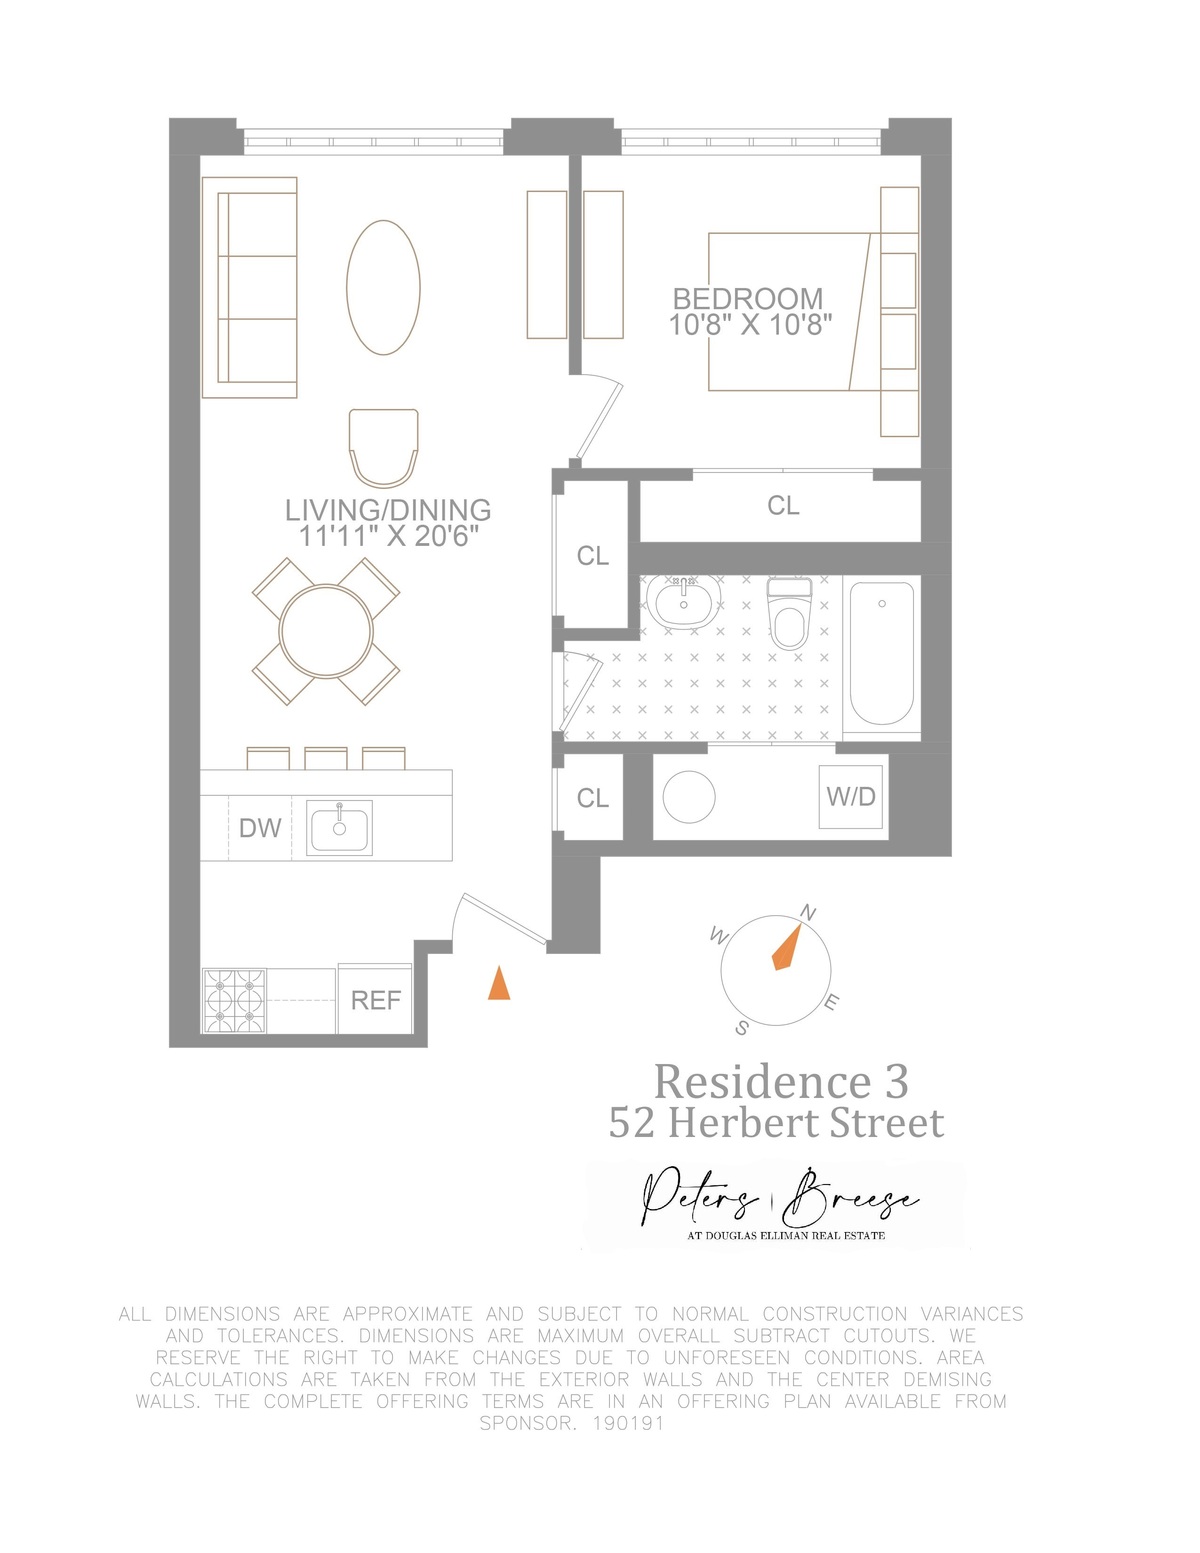 BEDROOM
10'8" X 10'8"
LIVING/DINING
11'11" X 20'6"
CL
CL
CL
W/D
DW
REF
N
W
E
S
Residence 3
52 Herbert Street
Peters | Breese
AT DOUGLAS ELLIMAN REAL ESTATE
ALL DIMENSIONS ARE APPROXIMATE AND SUBJECT TO NORMAL CONSTRUCTION VARIANCES
AND TOLERANCES. DIMENSIONS ARE MAXIMUM OVERALL SUBTRACT CUTOUTS. WE
RESERVE THE RIGHT TO MAKE CHANGES DUE TO UNFORESEEN CONDITIONS. AREA
CALCULATIONS ARE TAKEN FROM THE EXTERIOR WALLS AND THE CENTER DEMISING
WALLS. THE COMPLETE OFFERING TERMS ARE IN AN OFFERING PLAN AVAILABLE FROM
SPONSOR. 190191